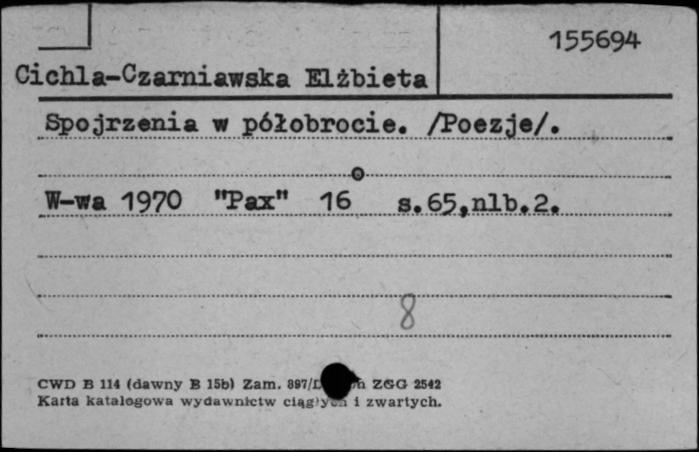 155694
Cichla-Czarniawska Elżbieta
Spojrzenia w półobrocie. /Poezje/.
W-wa 1970 "Pax" 16° s.65,nlb.2.
8
CWD B 114 (dawny B 15b) Zam. 897/ ZGG 2542
Karta katalogowa wydawnictw ciągłych i zwartych.